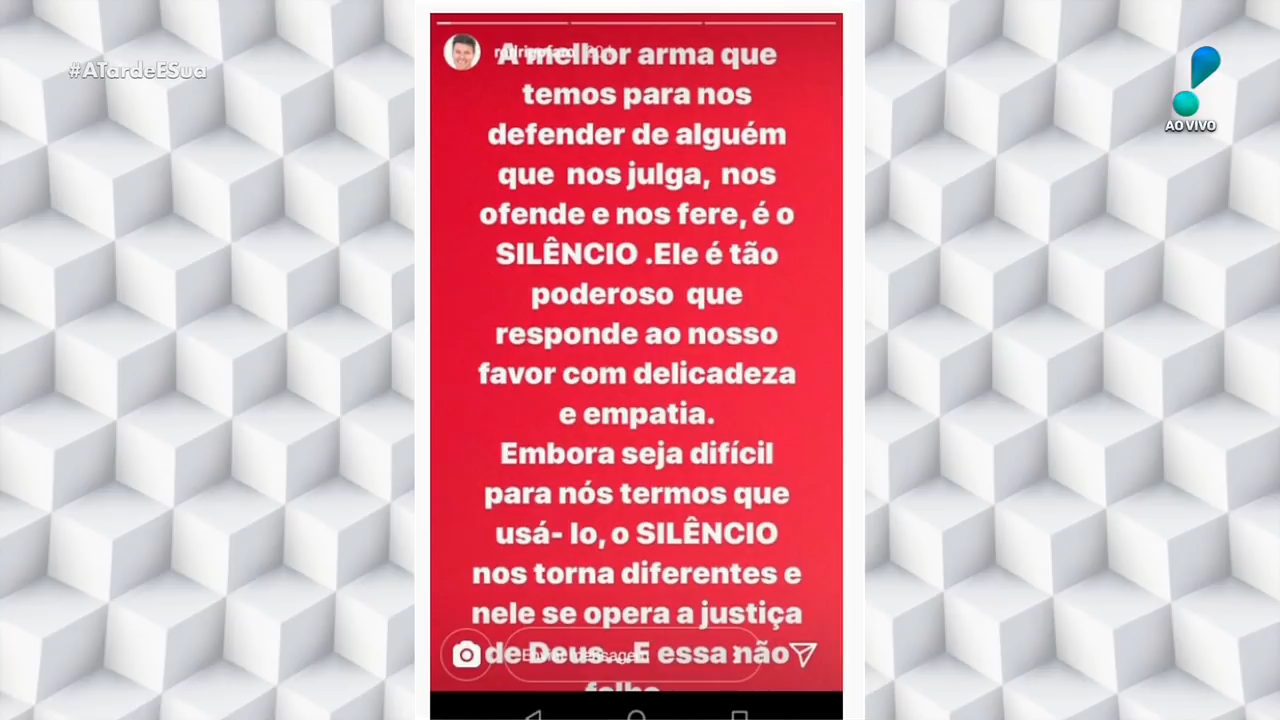 #ATardeESua
AO VIVO
A melhor arma que
temos para nos
defender de alguém
que nos julga, nos
ofende e nos fere, é o
SILÊNCIO .Ele é tão
poderoso que
responde ao nosso
favor com delicadeza
e empatia.
Embora seja difícil
para nós termos que
usá- lo, o SILÊNCIO
nos torna diferentes e
nele se opera a justiça
de Deus. E essa não
falha